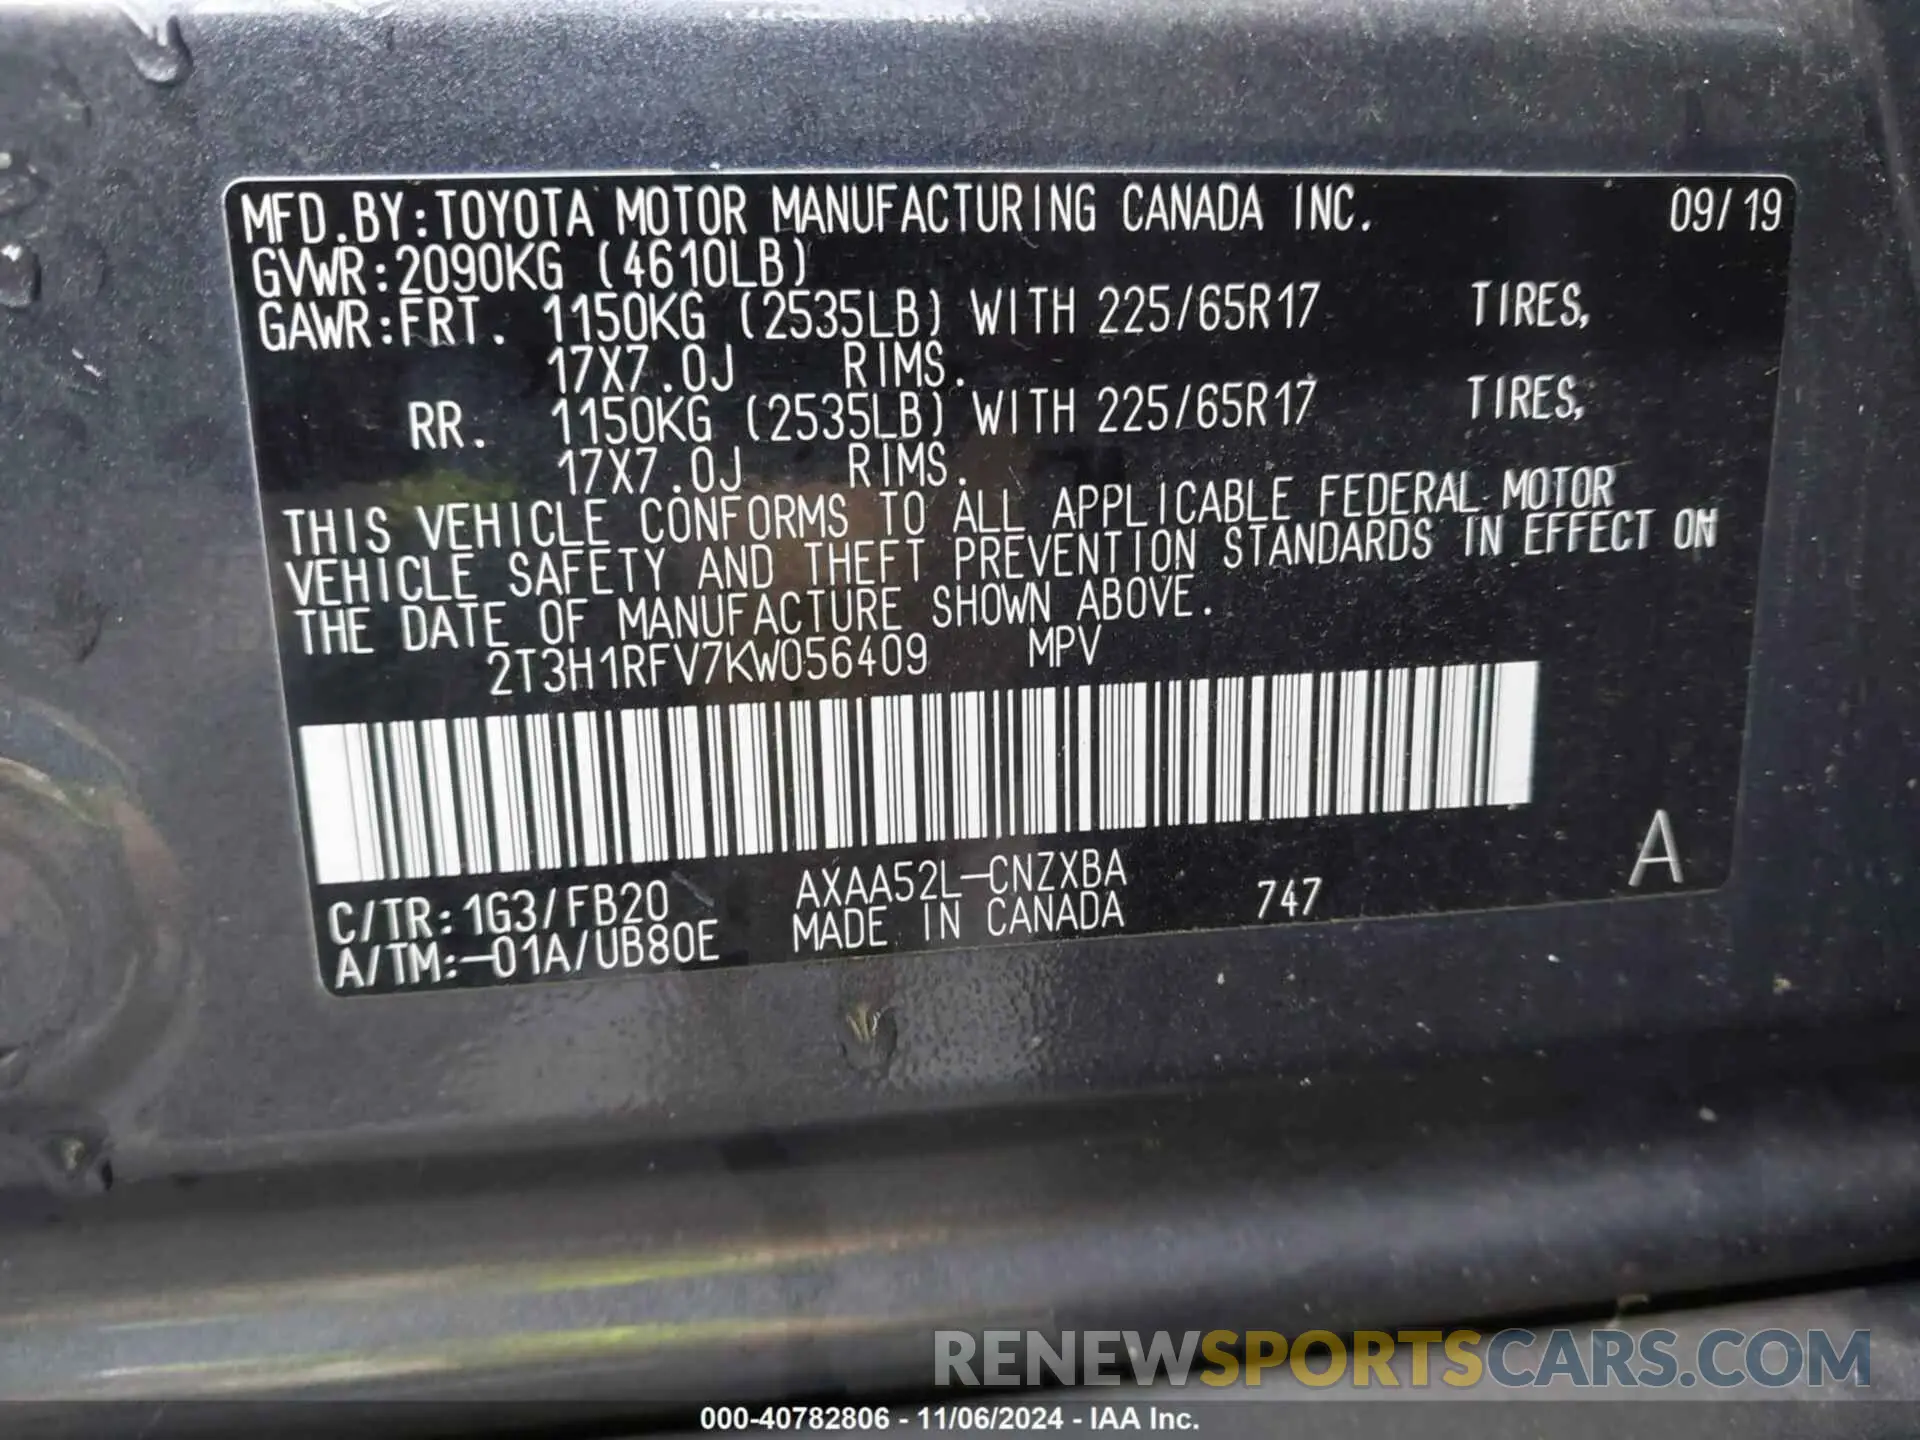 MFD.BY:TOYOTA MOTOR MANUFACTURING CANADA INC. 09/19
GVWR:2090KG (4610LB)
GAWR:FRT. 1150KG (2535LB) WITH 225/65R17 TIRES,
17X7.0J RIMS.
RR. 1150KG (2535LB) WITH 225/65R17 TIRES,
17X7.0J RIMS.
THIS VEHICLE CONFORMS TO ALL APPLICABLE FEDERAL MOTOR
VEHICLE SAFETY AND THEFT PREVENTION STANDARDS IN EFFECT ON
THE DATE OF MANUFACTURE SHOWN ABOVE.
2T3H1RFV7KW056409 MPV
A
C/TR:1G3/FB20 AXAA52L-CNZXBA 747
A/TM:-01A/UB80E MADE IN CANADA
RENEWSPORTSCARS.COM
000-40782806 - 11/06/2024 - IAA Inc.